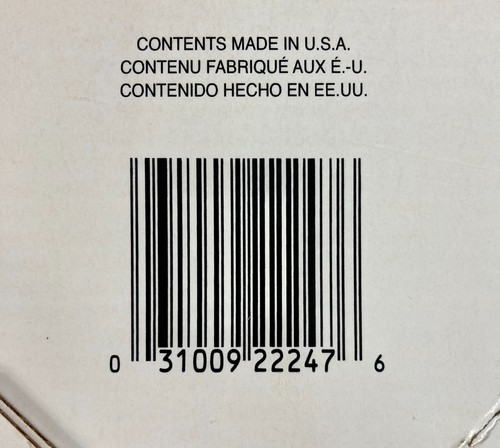 CONTENTS MADE IN U.S.A.
CONTENU FABRIQUÉ AUX É.-U.
CONTENIDO HECHO EN EE.UU.
0 31009 22247 6